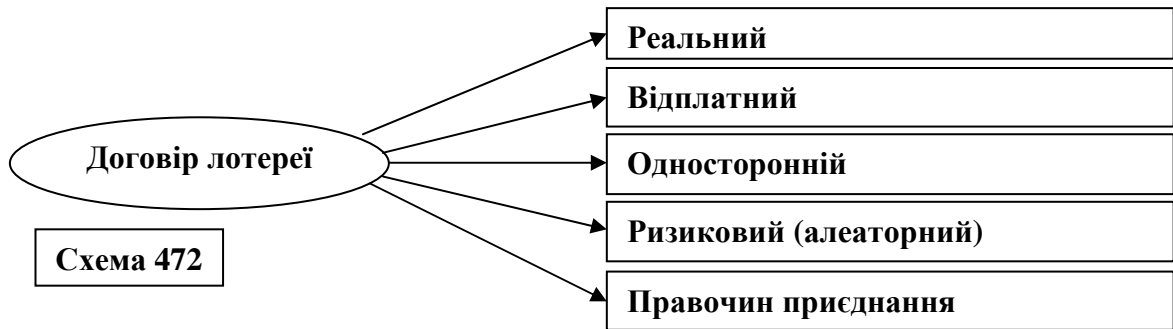 Реальний
Відплатний
Договір лотереї
Односторонній
Ризиковий (алеаторний)
Схема 472
Правочин приєднання